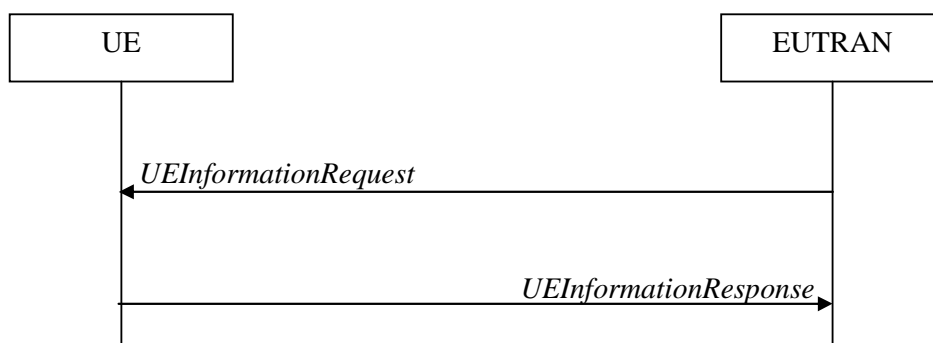 UE
EUTRAN
UEInformationRequest
UEInformationResponse